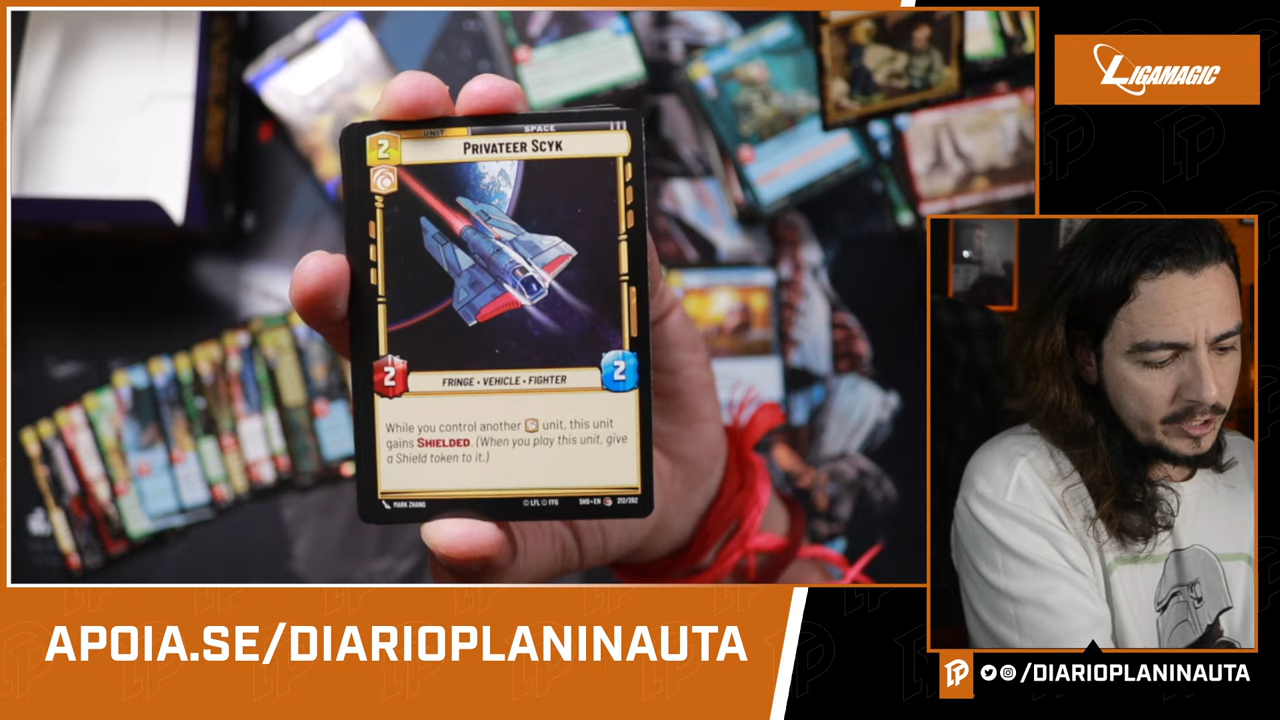 LIGAMAGIC
UNIT
SPACE
2
PRIVATEER SCYK
2
FRINGE • VEHICLE • FIGHTER
2
While you control another unit, this unit
gains SHIELDED. (When you play this unit, give
a Shield token to it.)
MARK ZHANG
© LFL © FFG
SHD • EN
212/262
APOIA.SE/DIARIOPLANINAUTA
/DIARIOPLANINAUTA